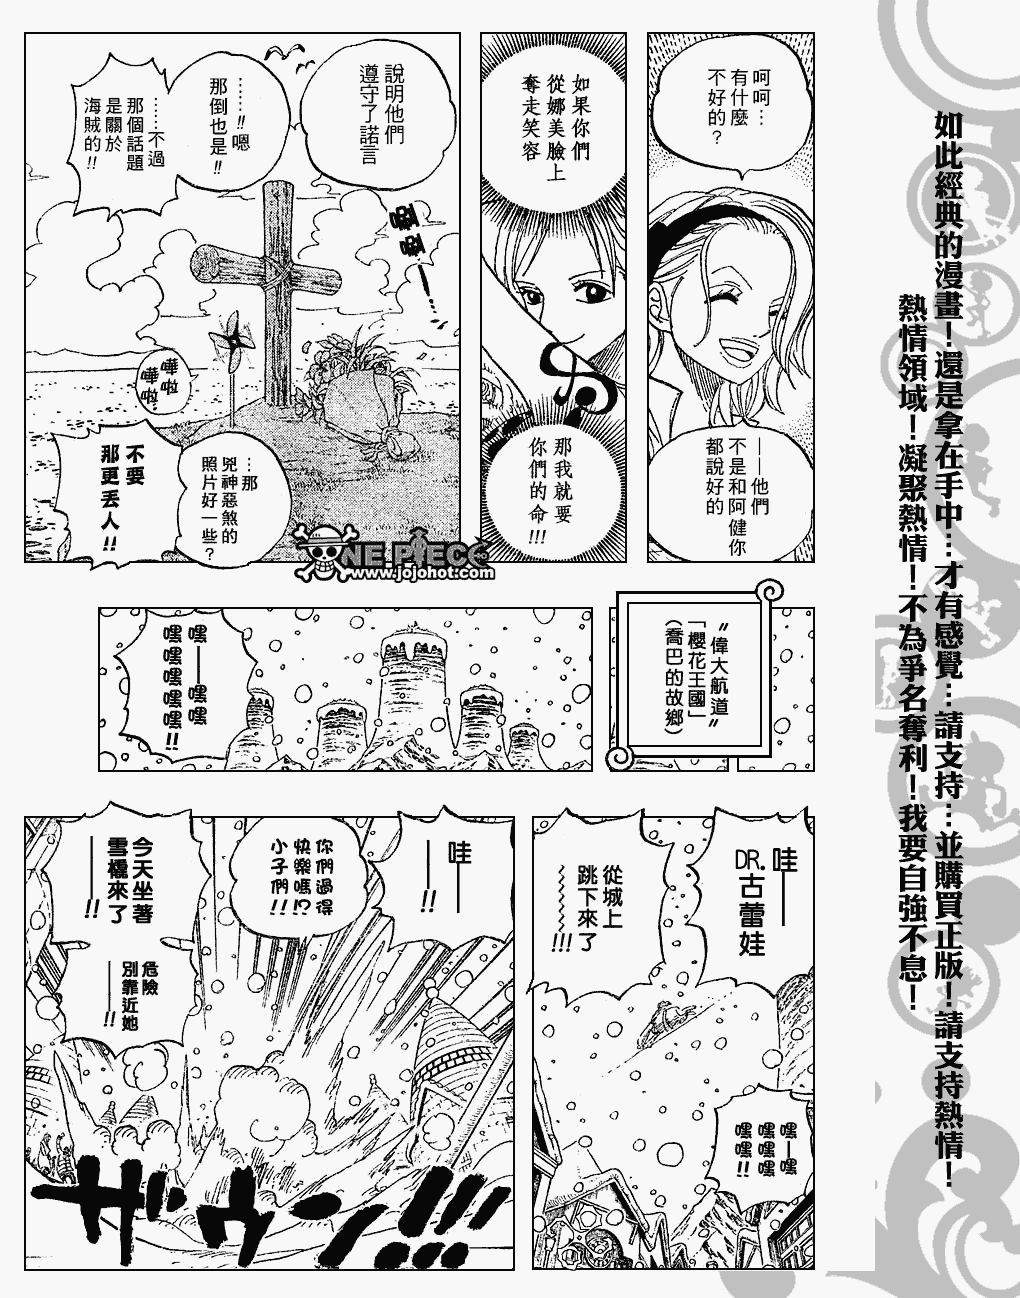 呵呵…
有什麼
不好的?
——他們
不是和阿健你
都說好的
如果你們
從娜美臉上
奪走笑容
那我就要
你們的命!!!
說明他們
遵守了諾言
……!!嗯
那倒也是!!
……不過
那個話題
是關於
海賊的!!
嘩啦
嘩啦
…那
兇神惡煞的
照片好一些?
不要
那更丟人!!
ONE PIECE
www.jojohot.com
“偉大航道”
「櫻花王國」
(喬巴的故鄉)
嘿——嘿嘿
嘿嘿嘿嘿!!
哇——
DR.古蕾娃
從城上
跳下來了
~~~~~!!!
嘿—嘿
嘿嘿嘿
嘿嘿!!
哇——
——!!
你們過得
快樂嗎!?
小子們!!
今天坐著
雪橇來了
——!!
危險
別靠近她
——!!
ザウン!!!
如此經典的漫畫!還是拿在手中…才有感覺…請支持…並購買正版!請支持熱情!
熱情領域!凝聚熱情!不為爭名奪利!我要自強不息!